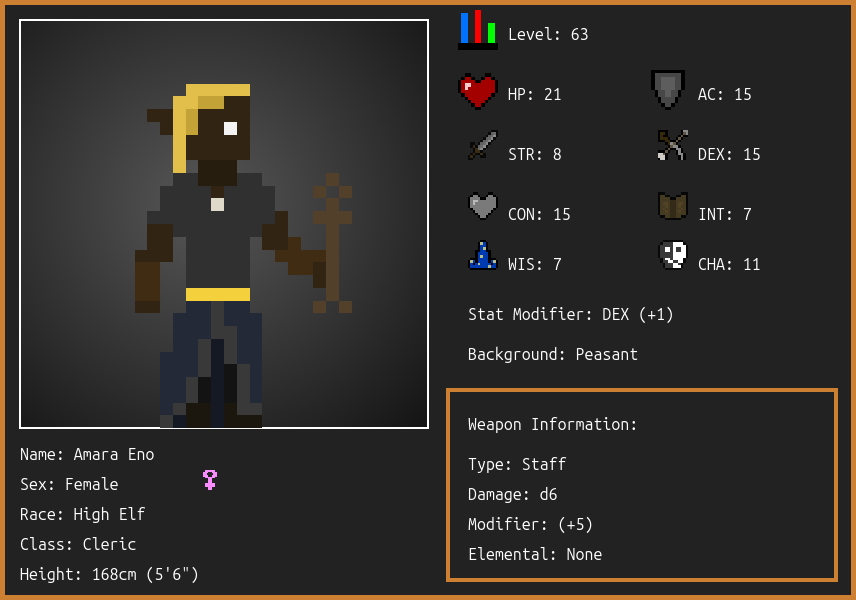 Level: 63
HP: 21 AC: 15
STR: 8 DEX: 15
CON: 15 INT: 7
WIS: 7 CHA: 11
Stat Modifier: DEX (+1)
Background: Peasant
Weapon Information:
Type: Staff
Damage: d6
Modifier: (+5)
Elemental: None
Name: Amara Eno
Sex: Female
Race: High Elf
Class: Cleric
Height: 168cm (5'6")